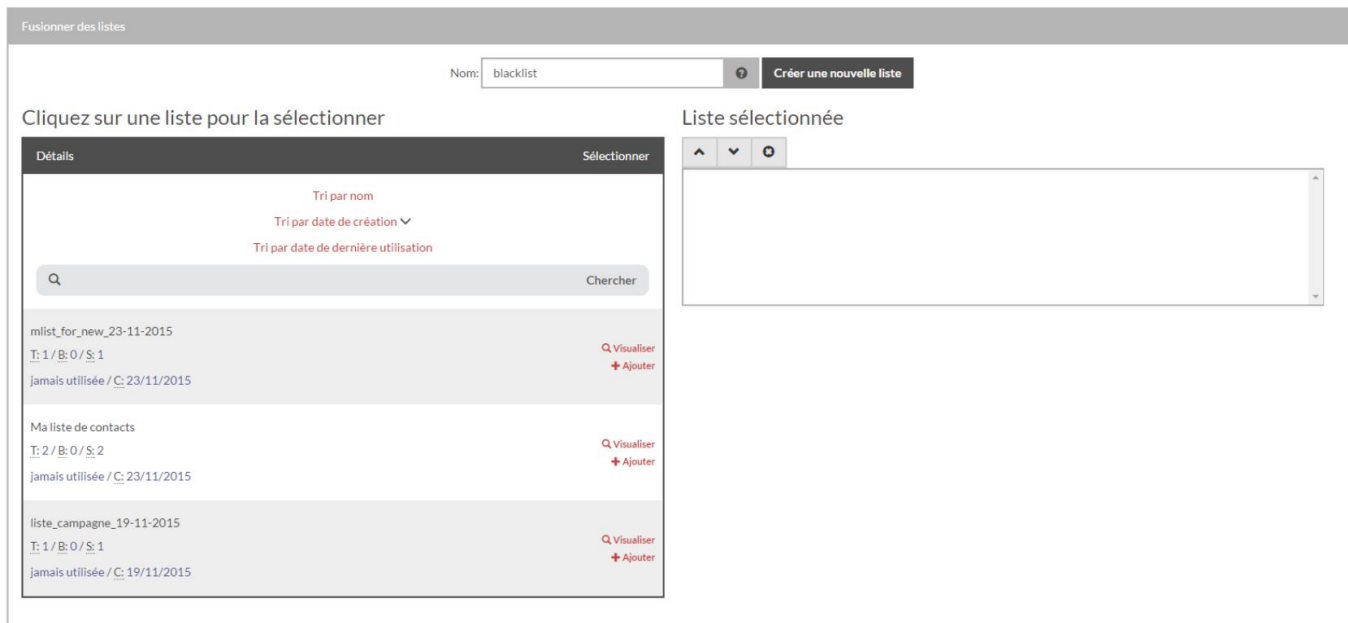 Fusionner des listes
Nom: blacklist Créer une nouvelle liste
Cliquez sur une liste pour la sélectionner
Détails Sélectionner
Tri par nom
Tri par date de création
Tri par date de dernière utilisation
Chercher
mlist_for_new_23-11-2015
T: 1 / B: 0 / S: 1
jamais utilisée / C: 23/11/2015
Visualiser
Ajouter
Ma liste de contacts
T: 2 / B: 0 / S: 2
jamais utilisée / C: 23/11/2015
Visualiser
Ajouter
liste_campagne_19-11-2015
T: 1 / B: 0 / S: 1
jamais utilisée / C: 19/11/2015
Visualiser
Ajouter
Liste sélectionnée